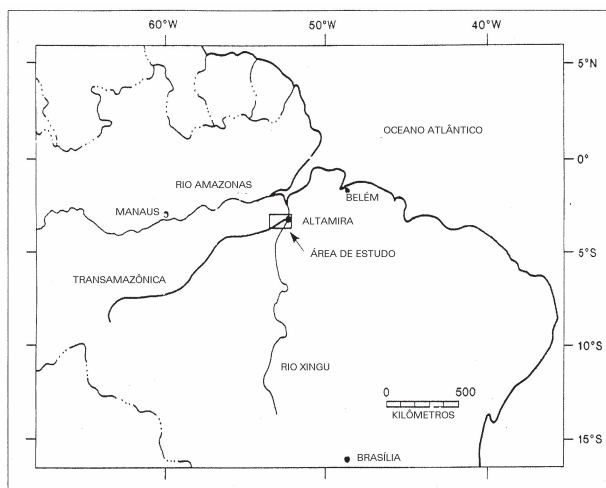 60°W 50°W 40°W
5°N
OCEANO ATLÂNTICO
0°
RIO AMAZONAS
BELÉM
MANAUS
ALTAMIRA
5°S
ÁREA DE ESTUDO
TRANSAMAZÔNICA
10°S
RIO XINGU
0 500
KILÔMETROS
15°S
BRASÍLIA